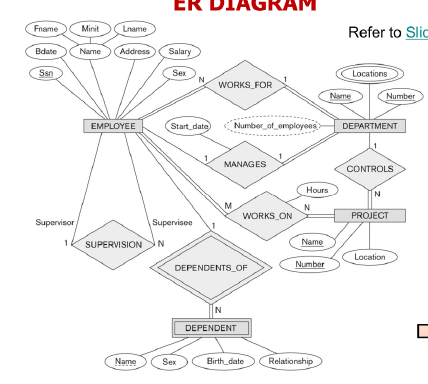 ER DIAGRAM
Refer to Slid
Fname Minit Lname
Bdate Name Address Salary
Ssn Sex
N WORKS_FOR 1
Locations
Name Number
EMPLOYEE
Start_date
Number_of_employees
DEPARTMENT
1 MANAGES 1
1
CONTROLS
N
Hours
M WORKS_ON N
PROJECT
Name
Number
Location
Supervisor Supervisee
1 SUPERVISION N
1
DEPENDENTS_OF
N
DEPENDENT
Name Sex Birth_date Relationship